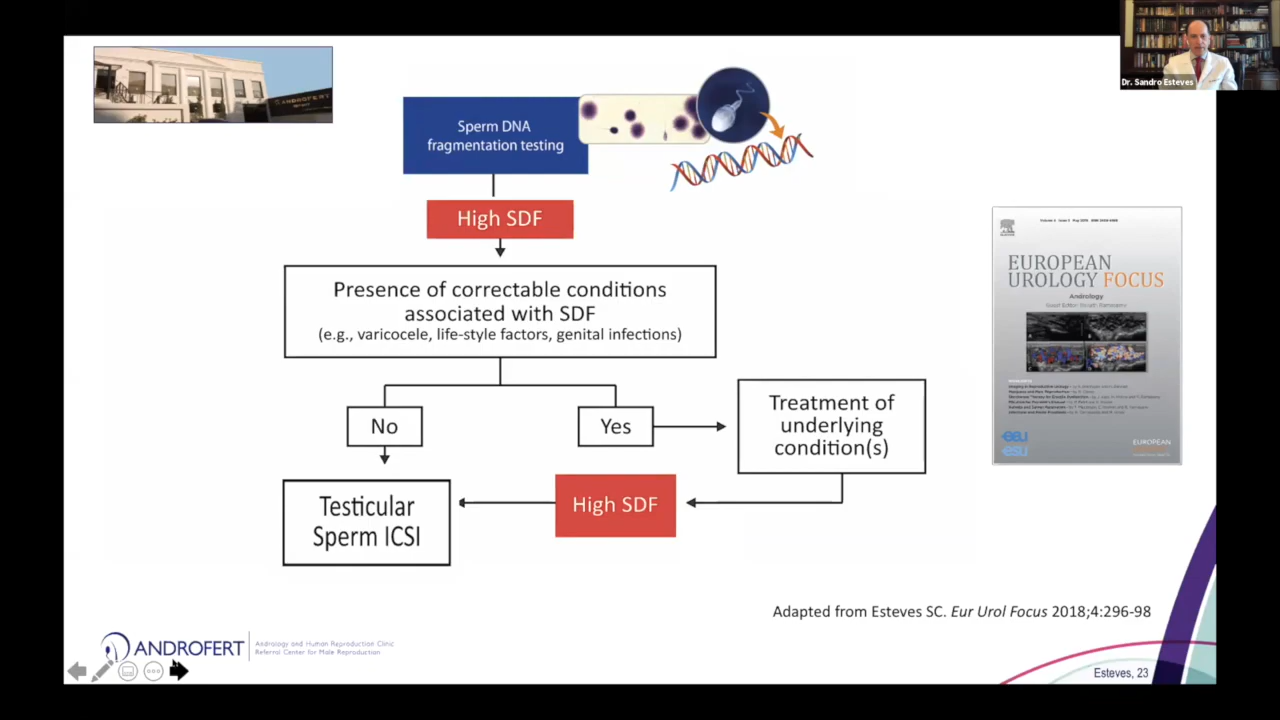 Dr. Sandro Esteves
ANDROFERT
Sperm DNA
fragmentation testing
High SDF
Presence of correctable conditions
associated with SDF
(e.g., varicocele, life-style factors, genital infections)
No
Yes
Treatment of
underlying
condition(s)
Testicular
Sperm ICSI
High SDF
EUROPEAN
UROLOGY FOCUS
Andrology
EUROPEAN
Adapted from Esteves SC. Eur Urol Focus 2018;4:296-98
ANDROFERT
Andrology and Human Reproduction Clinic
Referral Center for Male Reproduction
Esteves, 23